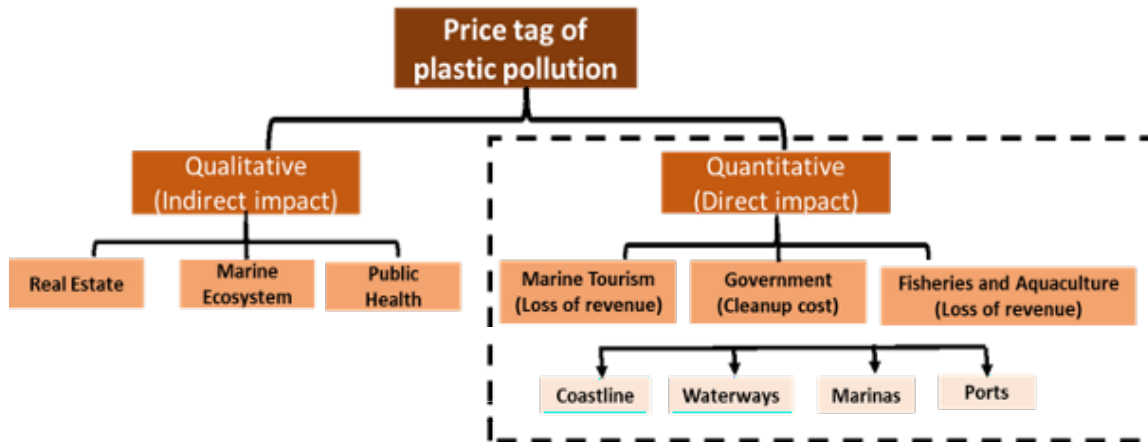 Price tag of
plastic pollution
Qualitative
(Indirect impact)
Quantitative
(Direct impact)
Real Estate
Marine
Ecosystem
Public
Health
Marine Tourism
(Loss of revenue)
Government
(Cleanup cost)
Fisheries and Aquaculture
(Loss of revenue)
Coastline
Waterways
Marinas
Ports